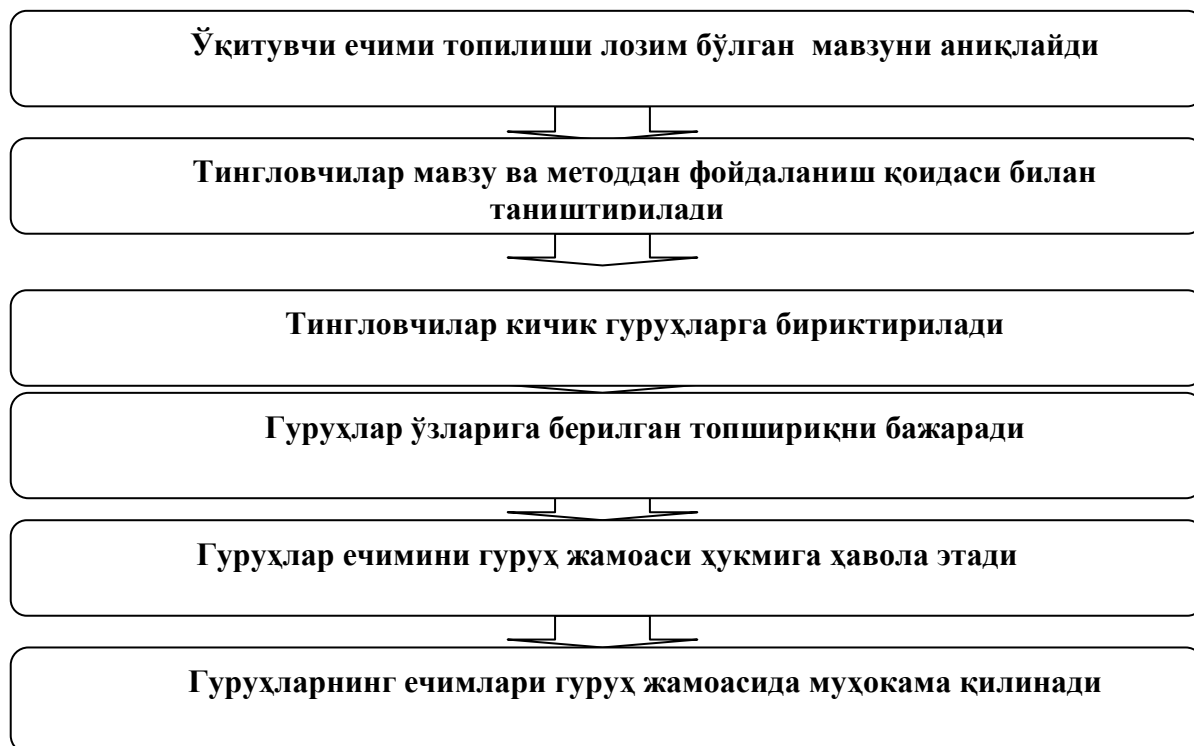 Ўқитувчи ечими топилиши лозим бўлган мавзуни аниқлайди
Тингловчилар мавзу ва методдан фойдаланиш қоидаси билан
таништирилади
Тингловчилар кичик гуруҳларга бириктирилади
Гуруҳлар ўзларига берилган топшириқни бажаради
Гуруҳлар ечимини гуруҳ жамоаси ҳукмига ҳавола этади
Гуруҳларнинг ечимлари гуруҳ жамоасида муҳокама қилинади